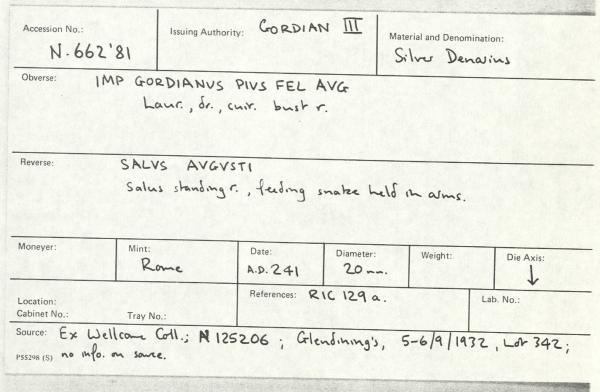 Accession No.: N.662'81
Issuing Authority: GORDIAN III
Material and Denomination: Silver Denarius
Obverse: IMP GORDIANVS PIVS FEL AVG
Laur., dr., cuir. bust r.
Reverse: SALVS AVGVSTI
Salus standing r., feeding snake held in arms.
Moneyer:
Mint: Rome
Date: A.D. 241
Diameter: 20mm.
Weight:
Die Axis: ↓
Location:
Cabinet No.: Tray No.:
References: RIC 129a.
Lab. No.:
Source: Ex Wellcome Coll.; N 125206; Glendining's, 5-6/9/1932, Lot 342;
P55298 (S) no info. on source.